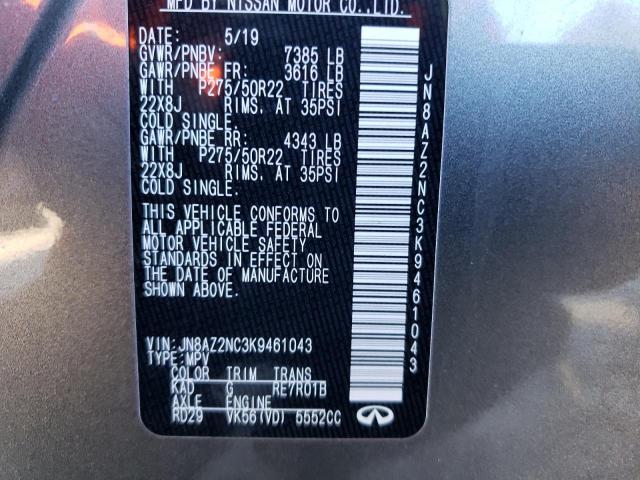 MFD BY NISSAN MOTOR CO.,LTD.
DATE: 5/19
GVWR/PNBV: 7385 LB
GAWR/PNBE FR: 3616 LB
WITH P275/50R22 TIRES
22X8J RIMS. AT 35PSI
COLD SINGLE.
GAWR/PNBE RR: 4343 LB
WITH P275/50R22 TIRES
22X8J RIMS. AT 35PSI
COLD SINGLE.
THIS VEHICLE CONFORMS TO
ALL APPLICABLE FEDERAL
MOTOR VEHICLE SAFETY
STANDARDS IN EFFECT ON
THE DATE OF MANUFACTURE
SHOWN ABOVE.
VIN: JN8AZ2NC3K9461043
TYPE: MPV
COLOR TRIM TRANS
KAD G RE7R01B
AXLE ENGINE
RD29 VK56(VD) 5552CC
JN8AZ2NC3K9461043